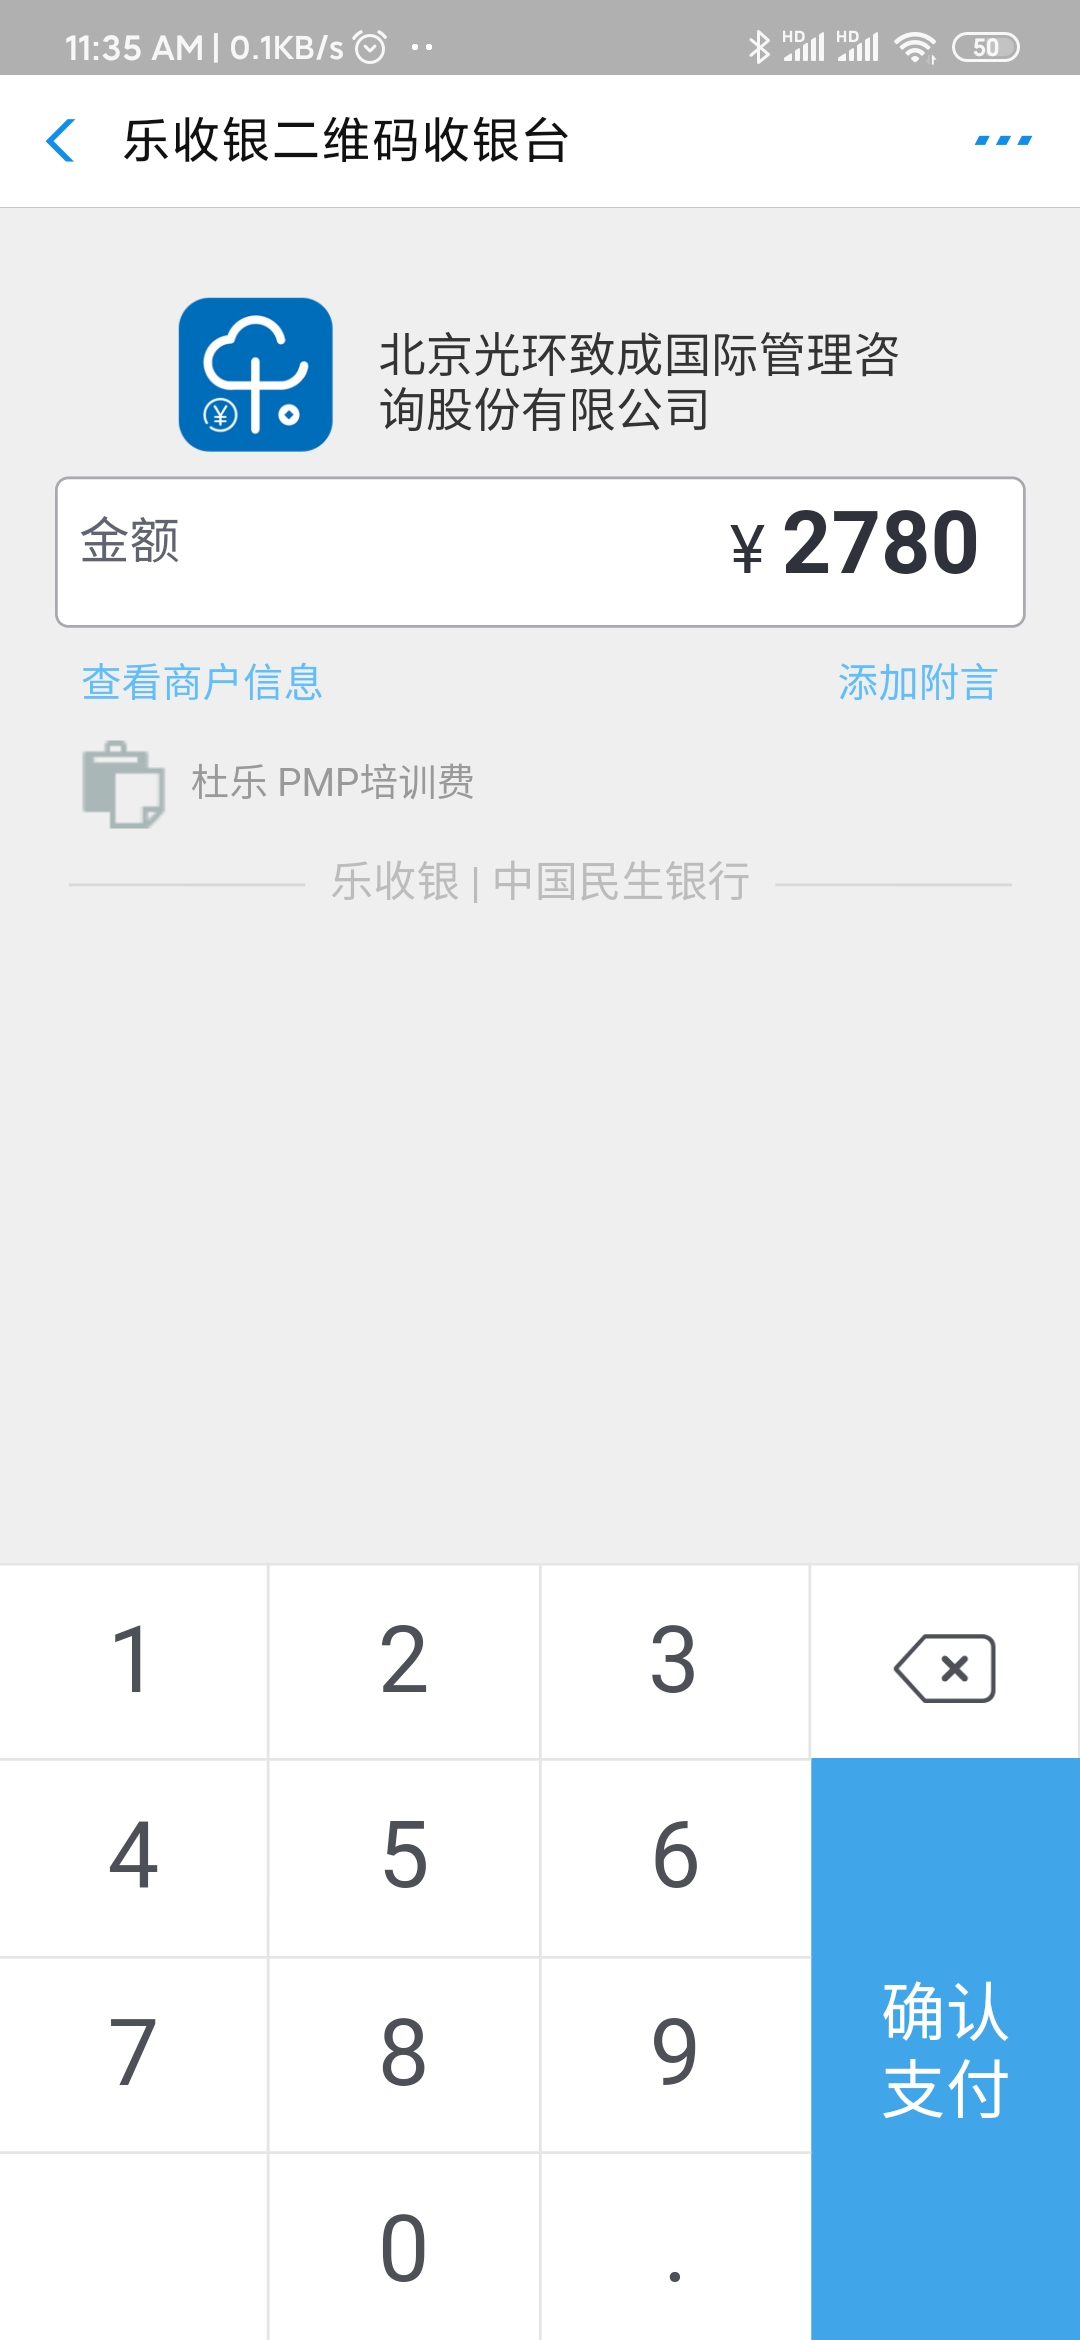 11:35 AM | 0.1KB/s
HD HD 50
乐收银二维码收银台
北京光环致成国际管理咨
询股份有限公司
金额 ¥ 2780
查看商户信息 添加附言
杜乐 PMP培训费
乐收银 | 中国民生银行
1 2 3
4 5 6
7 8 9
确认
支付
0 .